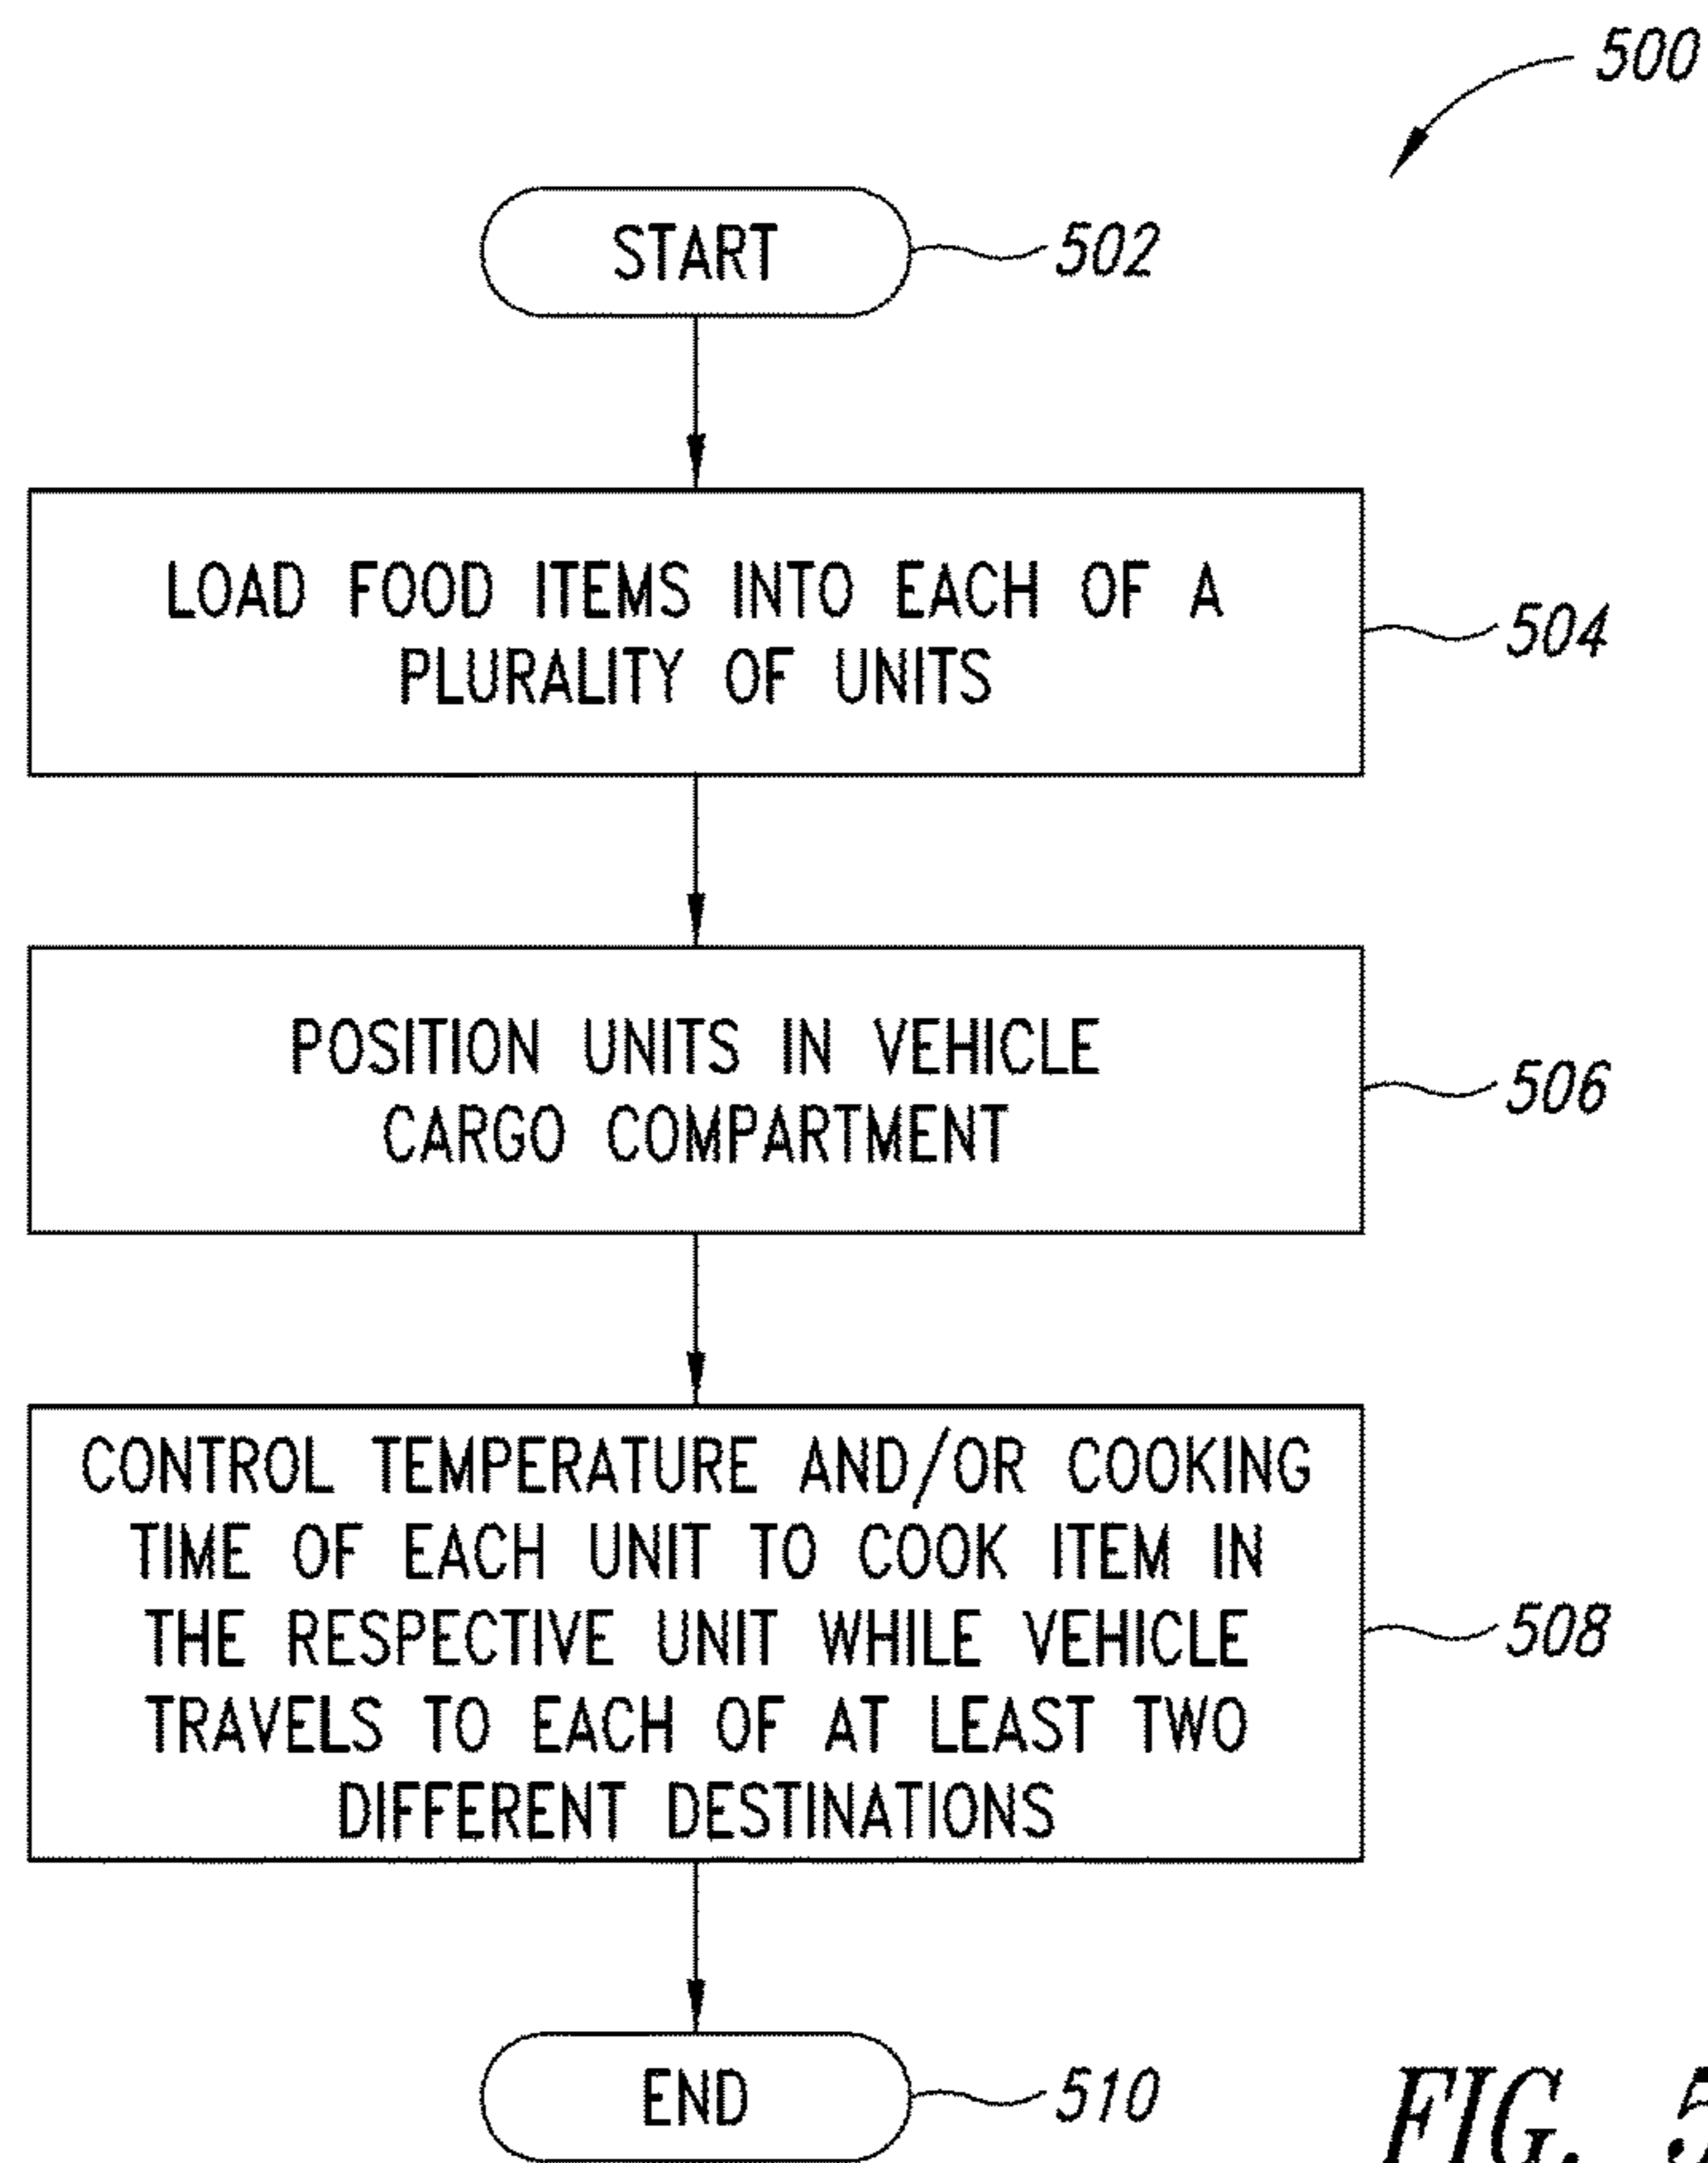 500
START
502
LOAD FOOD ITEMS INTO EACH OF A
PLURALITY OF UNITS
504
POSITION UNITS IN VEHICLE
CARGO COMPARTMENT
506
CONTROL TEMPERATURE AND/OR COOKING
TIME OF EACH UNIT TO COOK ITEM IN
THE RESPECTIVE UNIT WHILE VEHICLE
TRAVELS TO EACH OF AT LEAST TWO
DIFFERENT DESTINATIONS
508
END
510
FIG. 5